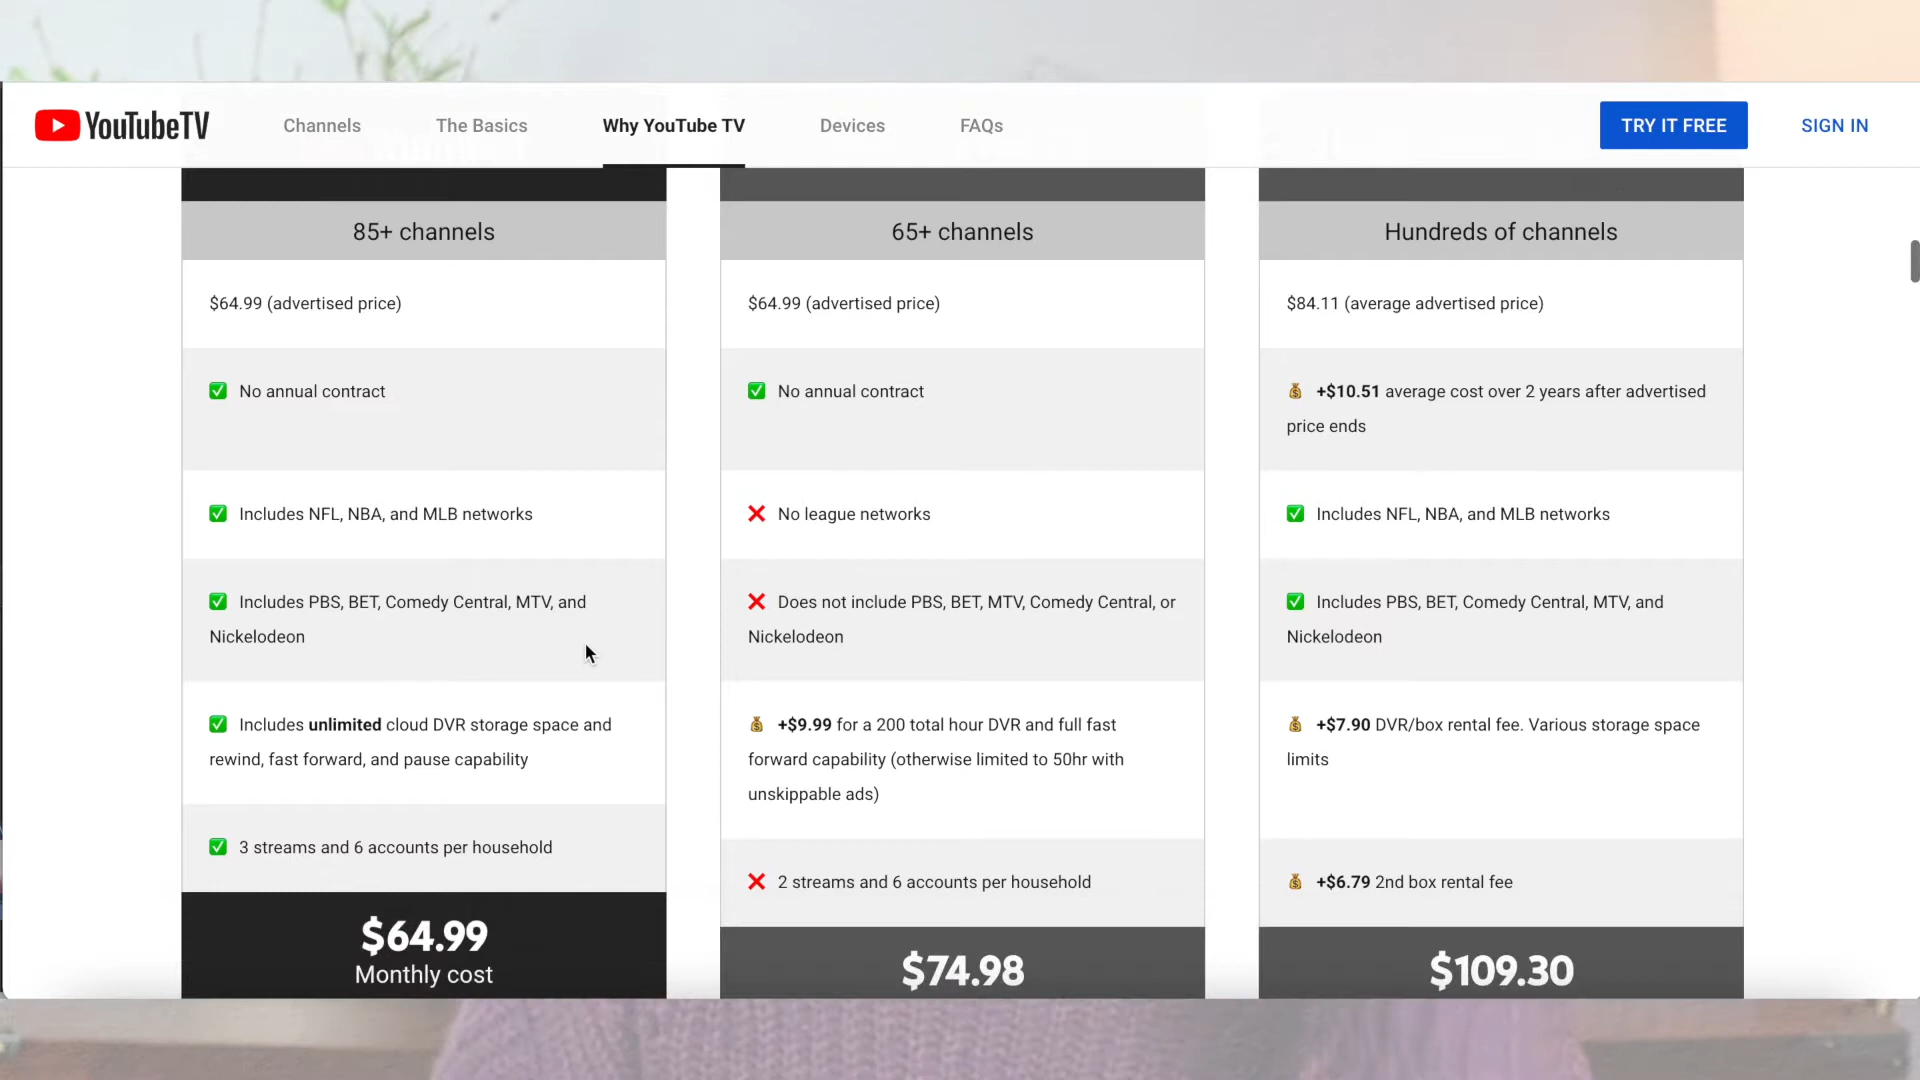 YouTubeTV
Channels
The Basics
Why YouTube TV
Devices
FAQs
TRY IT FREE
SIGN IN
85+ channels
$64.99 (advertised price)
✅ No annual contract
✅ Includes NFL, NBA, and MLB networks
✅ Includes PBS, BET, Comedy Central, MTV, and
Nickelodeon
✅ Includes unlimited cloud DVR storage space and
rewind, fast forward, and pause capability
✅ 3 streams and 6 accounts per household
$64.99
Monthly cost
65+ channels
$64.99 (advertised price)
✅ No annual contract
❌ No league networks
❌ Does not include PBS, BET, MTV, Comedy Central, or
Nickelodeon
💰 +$9.99 for a 200 total hour DVR and full fast
forward capability (otherwise limited to 50hr with
unskippable ads)
❌ 2 streams and 6 accounts per household
$74.98
Hundreds of channels
$84.11 (average advertised price)
💰 +$10.51 average cost over 2 years after advertised
price ends
✅ Includes NFL, NBA, and MLB networks
✅ Includes PBS, BET, Comedy Central, MTV, and
Nickelodeon
💰 +$7.90 DVR/box rental fee. Various storage space
limits
💰 +$6.79 2nd box rental fee
$109.30